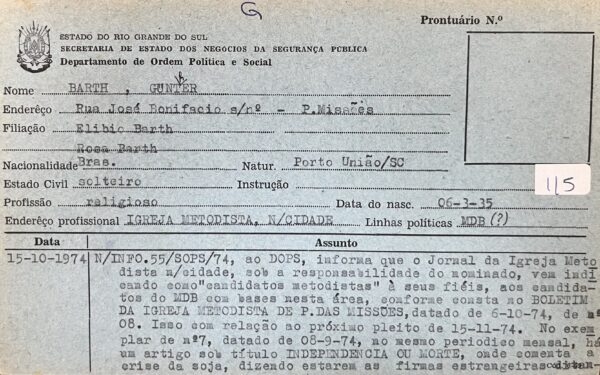 G
Prontuário N.º
ESTADO DO RIO GRANDE DO SUL
SECRETARIA DE ESTADO DOS NEGOCIOS DA SEGURANÇA PÚBLICA
Departamento de Ordem Política e Social
h
Nome BARTH , GUNTER
Enderêço Rua José Bonifacio s/nº - P.Missões
Filiação Elibio Barth
Rosa Barth
Nacionalidade Bras. Natur. Porto União/SC
Estado Civil solteiro Instrução
115
Profissão religioso Data do nasc. 06-3-35
Enderêço profissional IGREJA METODISTA, N/CIDADE Linhas políticas MDB(?)
Data Assunto
15-10-1974 N/INFO.55/SOPS/74, ao DOPS, informa que o Jornal da Igreja Meto
dista n/cidade, sob a responsabilidade do nominado, vem indi
cando como"candidatos metodistas" à seus fiéis, aos candida-
tos do MDB com bases nesta área, conforme consta no BOLETIM
DA IGREJA METODISTA DE P.DAS MISSÕES,datado de 6-10-74, de nº
08. Isso com relação ao próximo pleito de 15-11-74. No exem
plar de nº7, datado de 08-9-74, no mesmo periodico mensal, há
um artigo sob título INDEPENDENCIA OU MORTE, onde comenta a
crise da soja, dizendo estarem as firmas estrangeiras